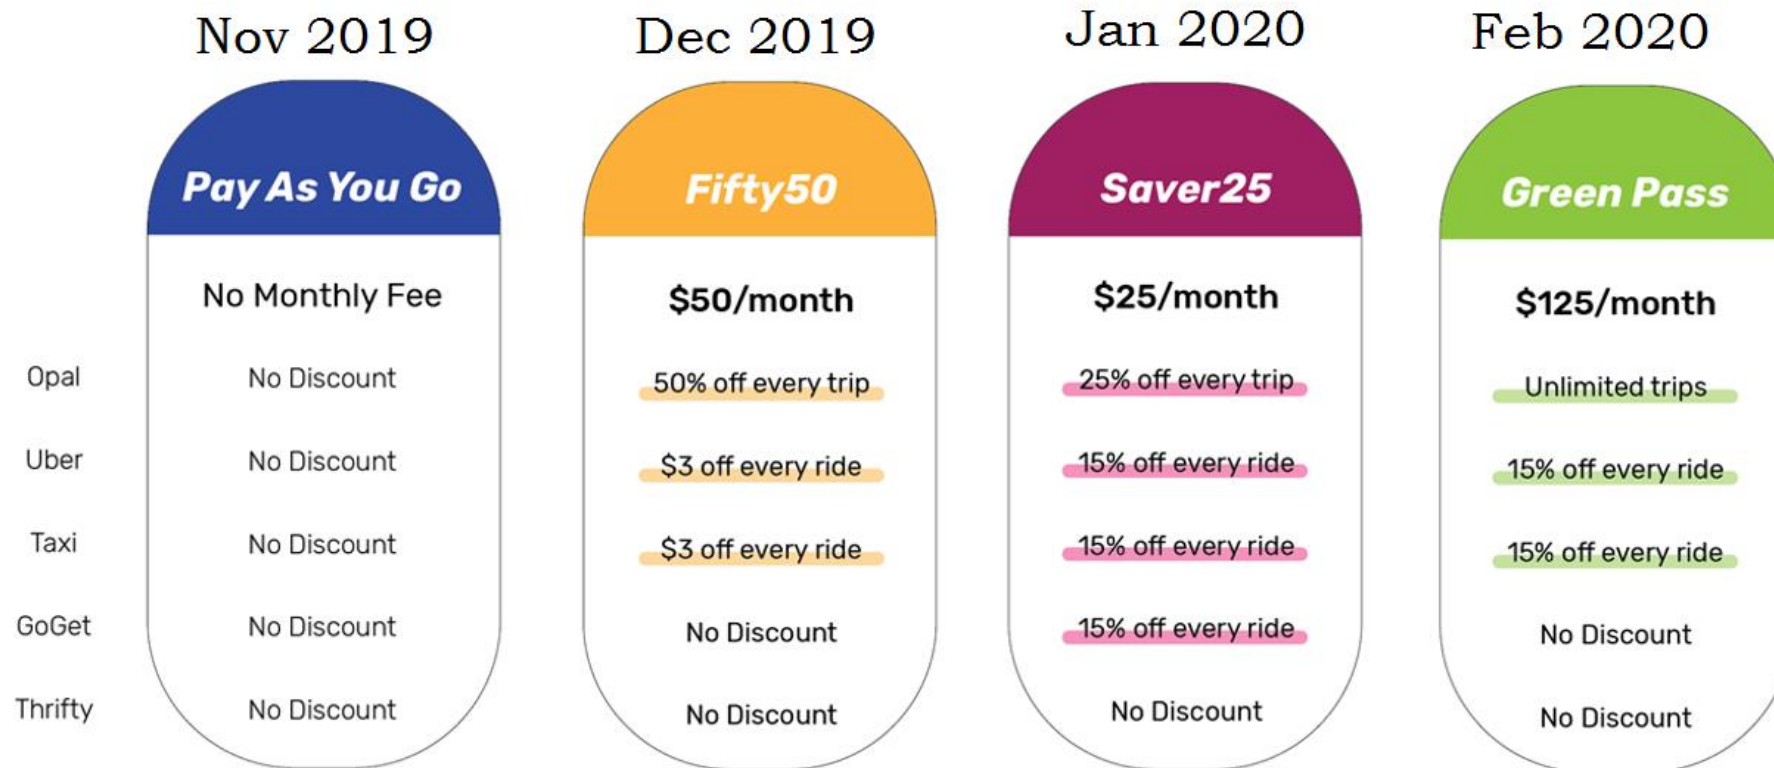 Nov 2019 Dec 2019 Jan 2020 Feb 2020
Pay As You Go Fifty50 Saver25 Green Pass
No Monthly Fee $50/month $25/month $125/month
Opal No Discount 50% off every trip 25% off every trip Unlimited trips
Uber No Discount $3 off every ride 15% off every ride 15% off every ride
Taxi No Discount $3 off every ride 15% off every ride 15% off every ride
GoGet No Discount No Discount 15% off every ride No Discount
Thrifty No Discount No Discount No Discount No Discount